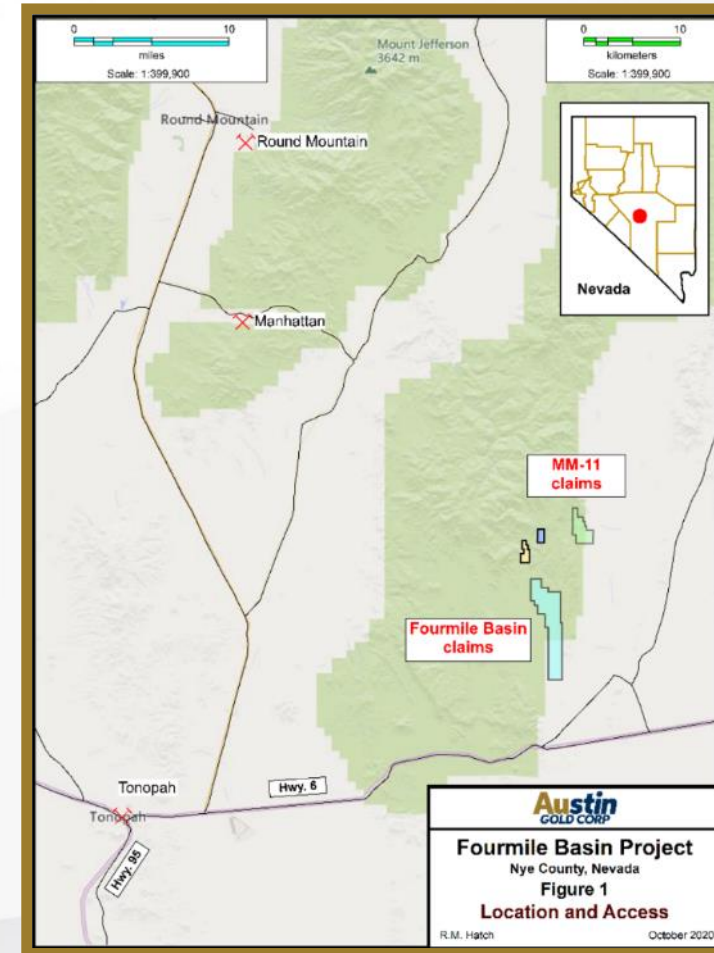 0 10
miles
Scale: 1:399,900
Mount Jefferson
3642 m
0 10
kilometers
Scale: 1:399,900
Round Mountain
Round Mountain
Nevada
Manhattan
MM-11
claims
Fourmile Basin
claims
Tonopah
Tonopah
Hwy. 6
Hwy. 95
Austin
GOLD CORP
Fourmile Basin Project
Nye County, Nevada
Figure 1
Location and Access
R.M. Hatch October 2020